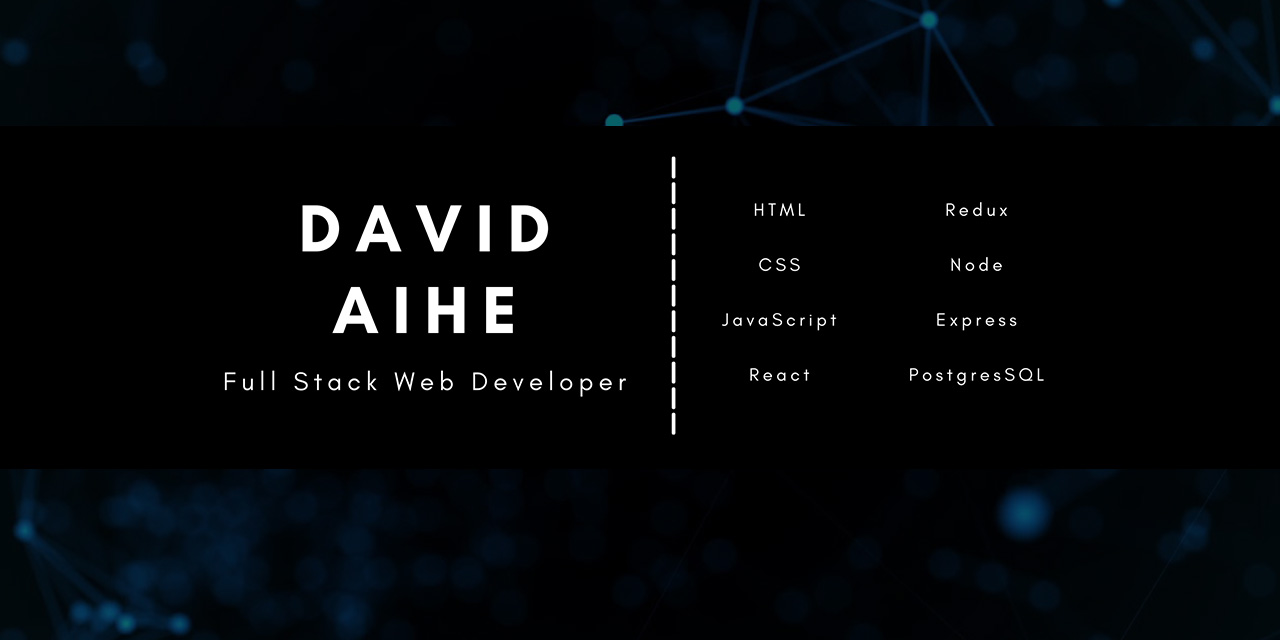 DAVID
AIHE
Full Stack Web Developer
HTML
CSS
JavaScript
React
Redux
Node
Express
PostgresSQL